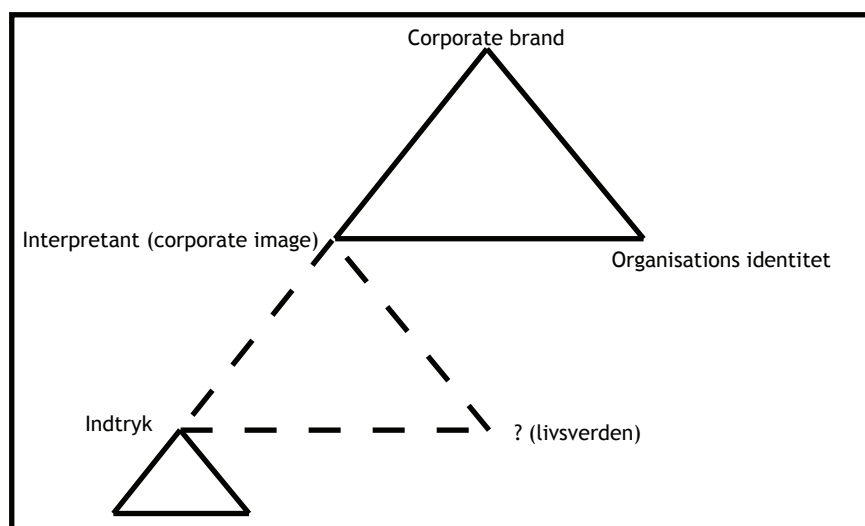 Corporate brand
Interpretant (corporate image)
Organisations identitet
Indtryk
? (livsverden)